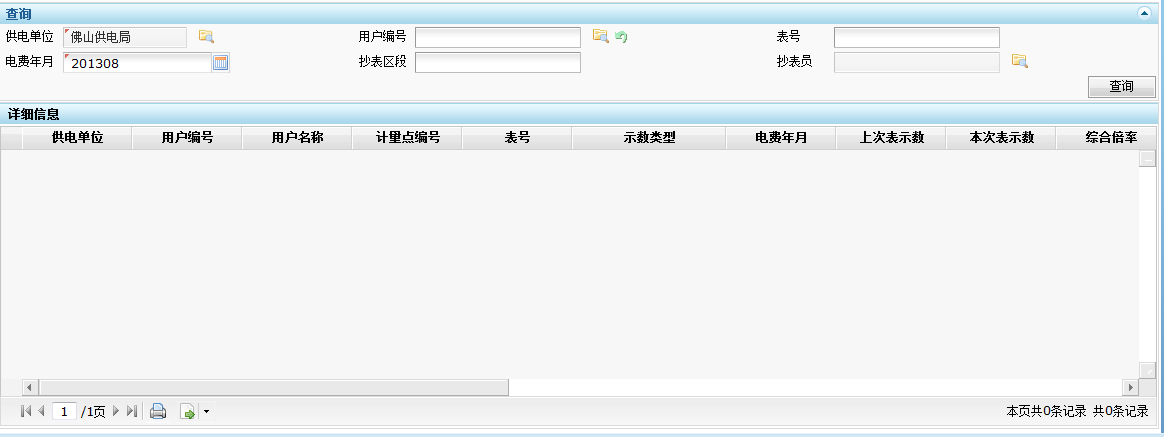 查询
供电单位 佛山供电局 用户编号 表号
电费年月 201308 抄表区段 抄表员
查询
详细信息
供电单位 用户编号 用户名称 计量点编号 表号 示数类型 电费年月 上次表示数 本次表示数 综合倍率
1 /1页 本页共0条记录 共0条记录